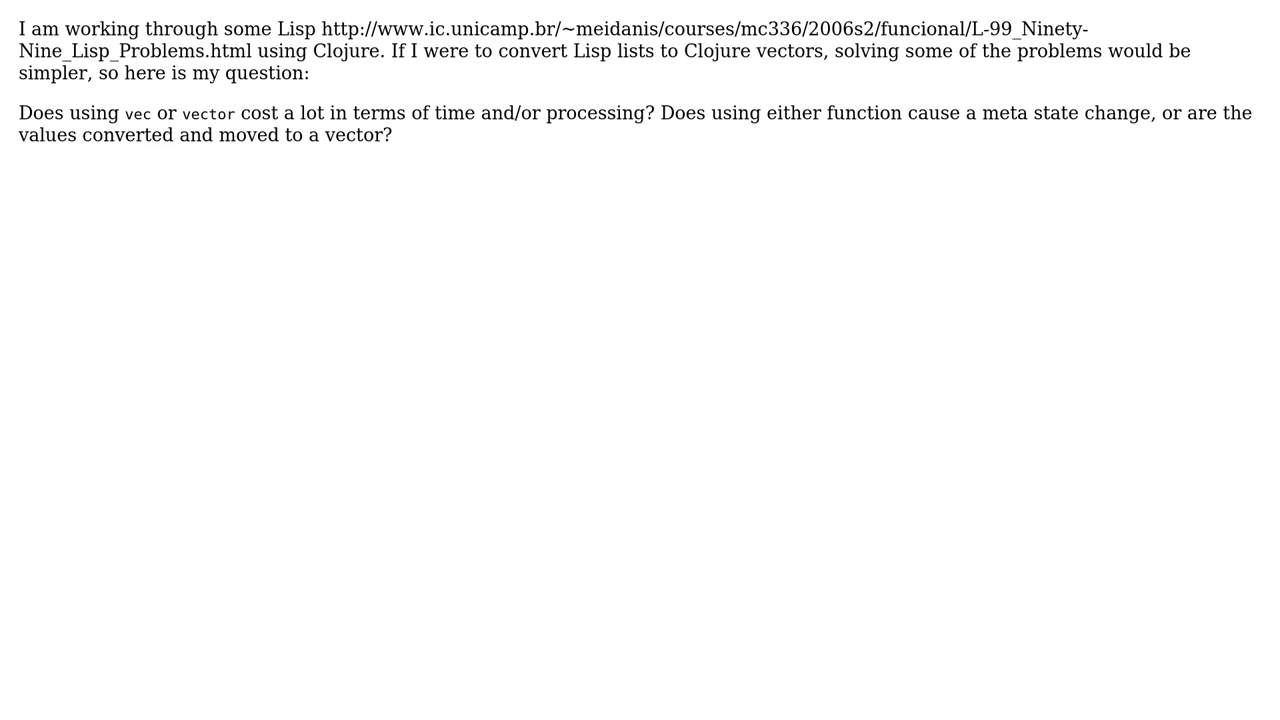 I am working through some Lisp http://www.ic.unicamp.br/~meidanis/courses/mc336/2006s2/funcional/L-99_Ninety-
Nine_Lisp_Problems.html using Clojure. If I were to convert Lisp lists to Clojure vectors, solving some of the problems would be
simpler, so here is my question:
Does using vec or vector cost a lot in terms of time and/or processing? Does using either function cause a meta state change, or are the
values converted and moved to a vector?